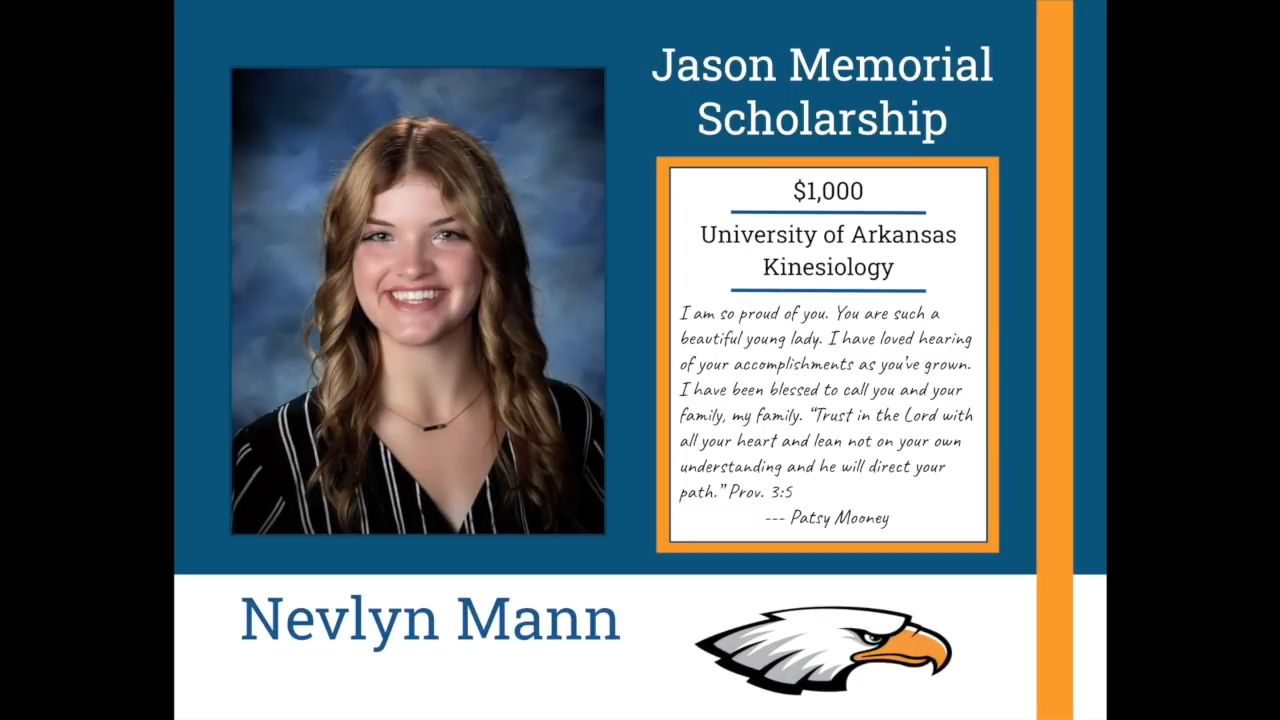 Jason Memorial
Scholarship
$1,000
University of Arkansas
Kinesiology
I am so proud of you. You are such a
beautiful young lady. I have loved hearing
of your accomplishments as you've grown.
I have been blessed to call you and your
family, my family. “Trust in the Lord with
all your heart and lean not on your own
understanding and he will direct your
path.” Prov. 3:5
--- Patsy Mooney
Nevlyn Mann